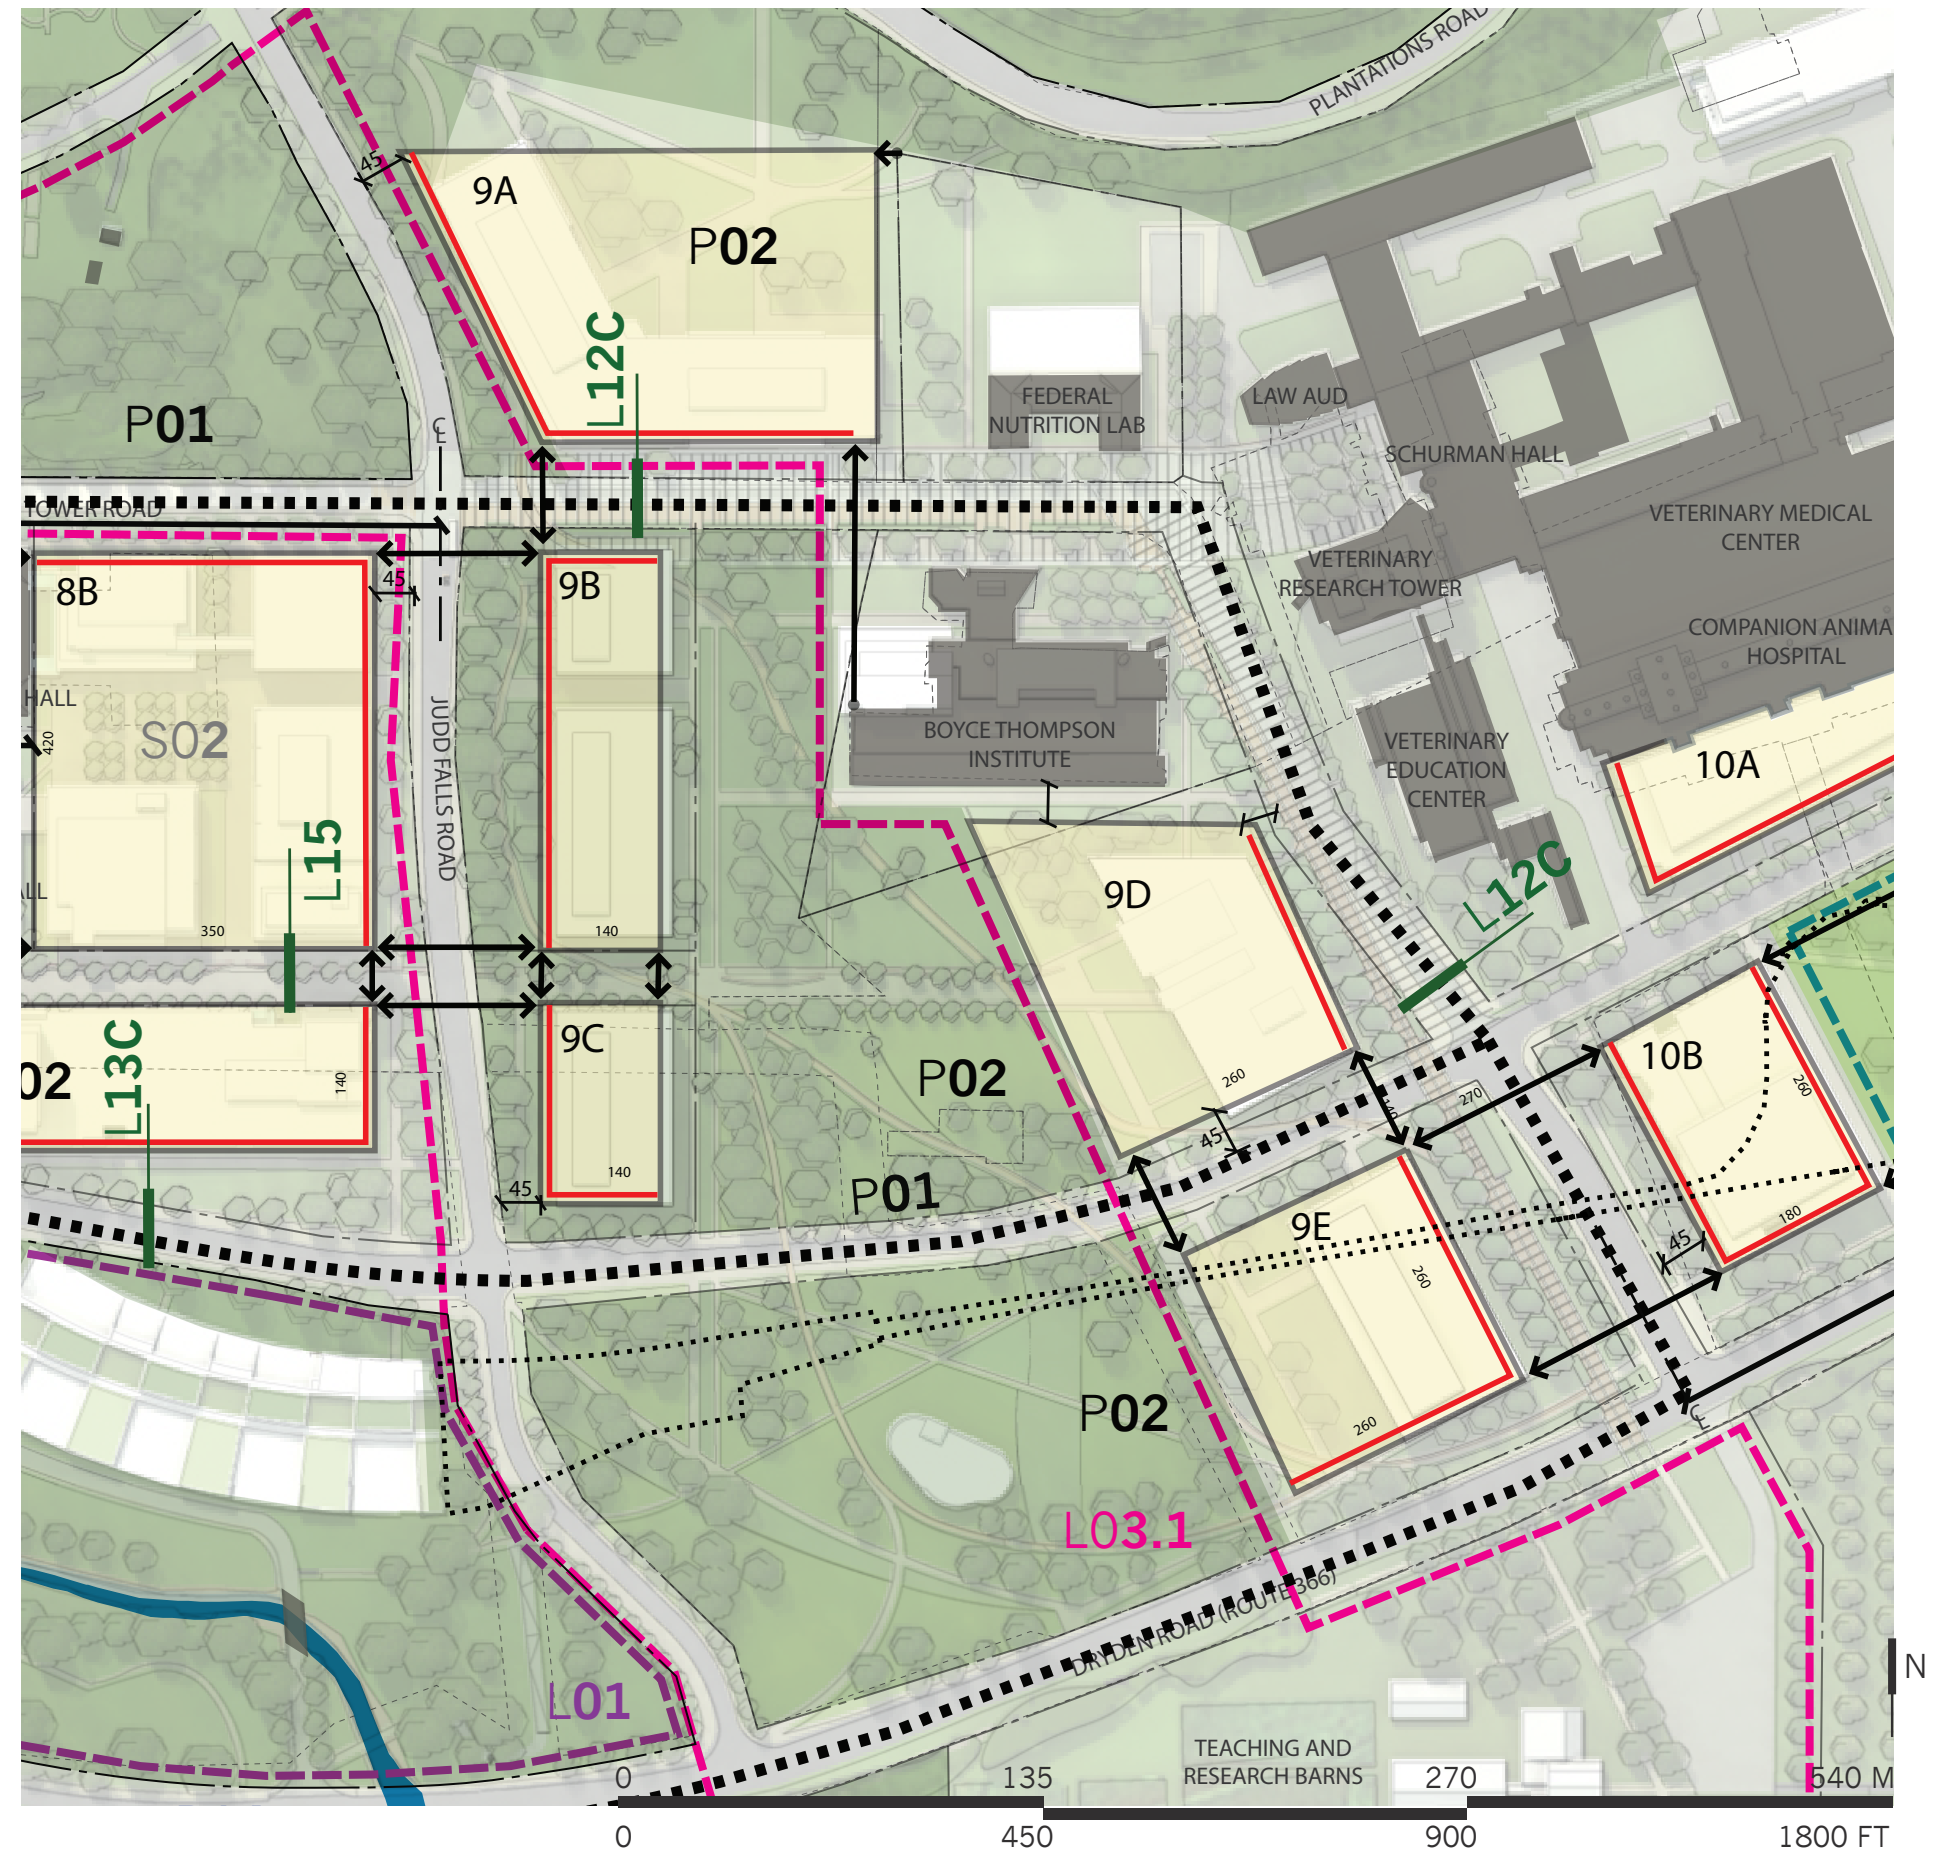 PLANTATIONS ROAD
45
9A
P02
L12C
FEDERAL
NUTRITION LAB
LAW AUD
P01
CL
SCHURMAN HALL
TOWER ROAD
VETERINARY MEDICAL
CENTER
8B
45
9B
VETERINARY
RESEARCH TOWER
COMPANION ANIMA
HOSPITAL
HALL
420
S02
JUDD FALLS ROAD
BOYCE THOMPSON
INSTITUTE
VETERINARY
EDUCATION
CENTER
10A
L15
ALL
350
140
9D
L12C
L13C
02
140
9C
P02
260
140
270
10B
260
45
140
45
P01
9E
260
180
45
P02
260
CL
L03.1
DRYDEN ROAD (ROUTE 366)
L01
N
TEACHING AND
RESEARCH BARNS
0 135 270 540 M
0 450 900 1800 FT